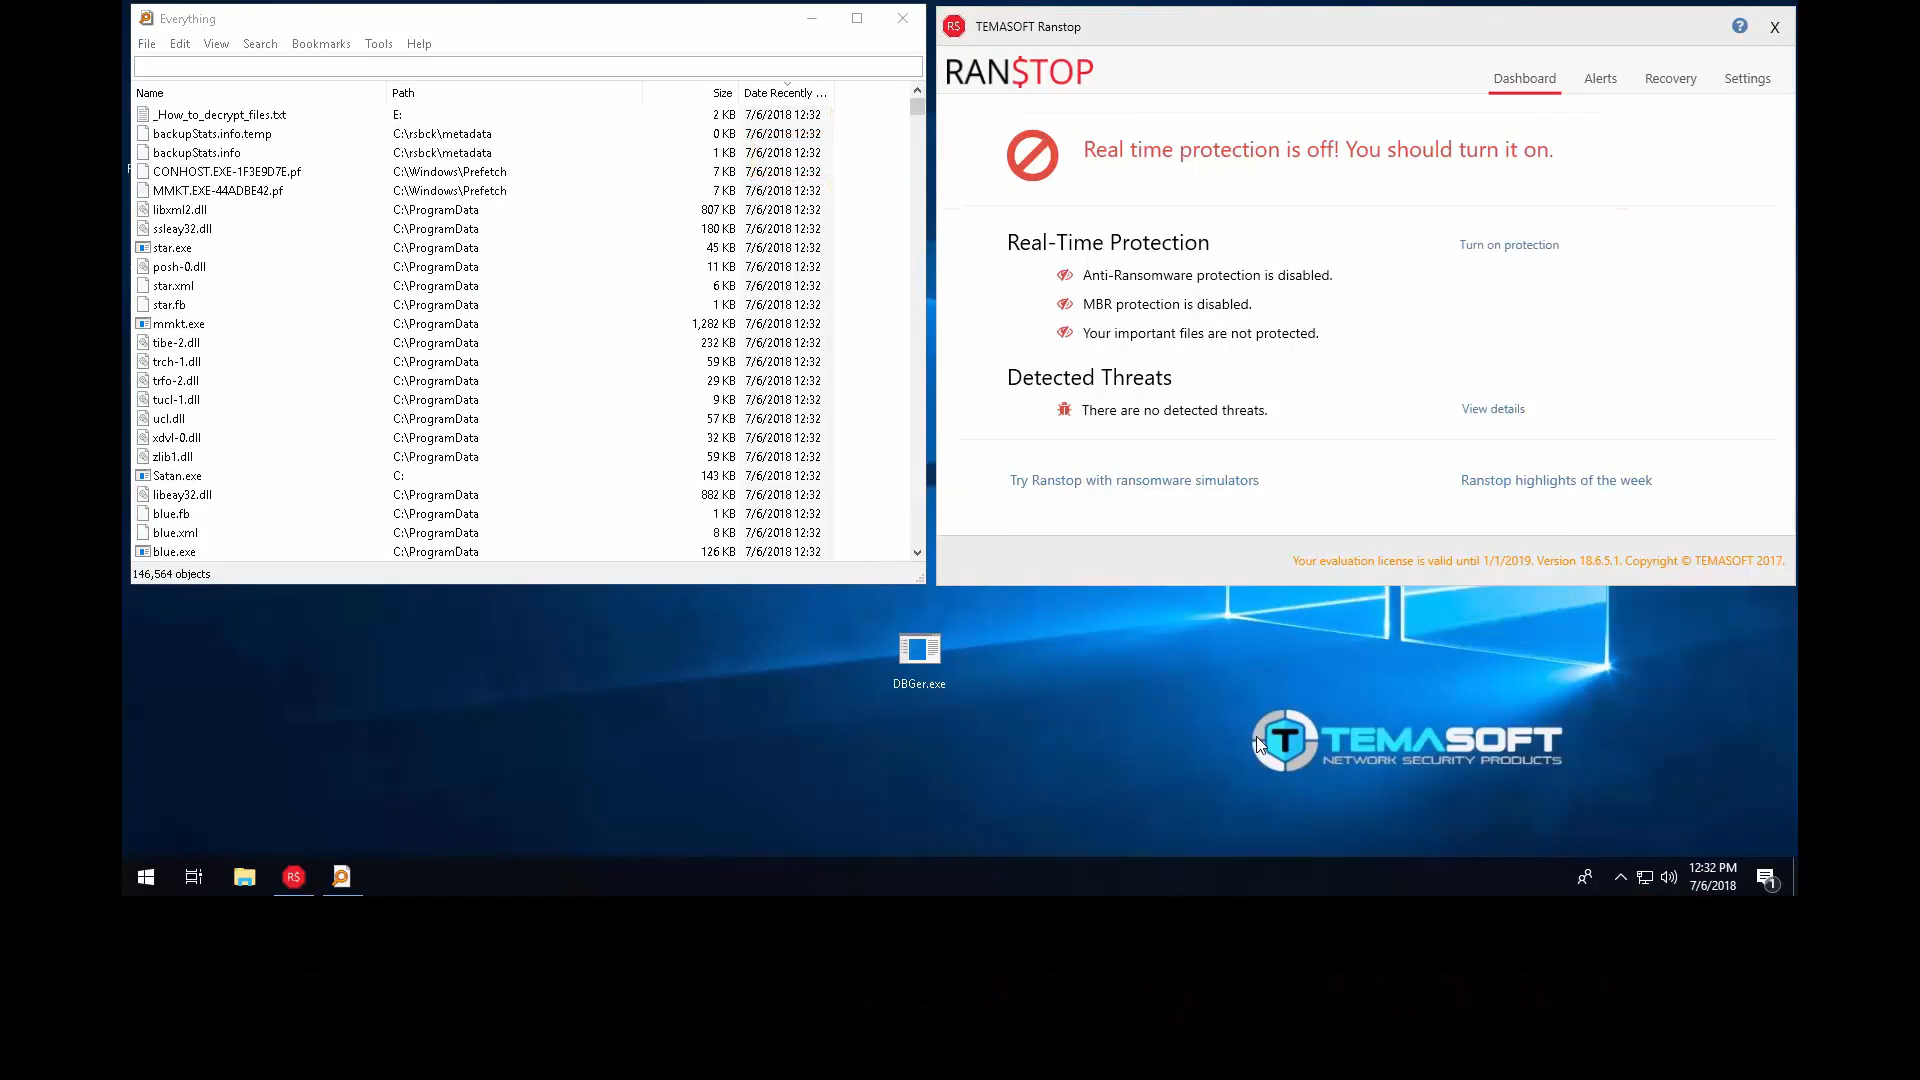 Everything
File Edit View Search Bookmarks Tools Help
Name Path Size Date Recently ...
_How_to_decrypt_files.txt E: 2 KB 7/6/2018 12:32
backupStats.info.temp C:\rsbck\metadata 0 KB 7/6/2018 12:32
backupStats.info C:\rsbck\metadata 1 KB 7/6/2018 12:32
CONHOST.EXE-1F3E9D7E.pf C:\Windows\Prefetch 7 KB 7/6/2018 12:32
MMKT.EXE-44ADBE42.pf C:\Windows\Prefetch 7 KB 7/6/2018 12:32
libxml2.dll C:\ProgramData 807 KB 7/6/2018 12:32
ssleay32.dll C:\ProgramData 180 KB 7/6/2018 12:32
star.exe C:\ProgramData 45 KB 7/6/2018 12:32
posh-0.dll C:\ProgramData 11 KB 7/6/2018 12:32
star.xml C:\ProgramData 6 KB 7/6/2018 12:32
star.fb C:\ProgramData 1 KB 7/6/2018 12:32
mmkt.exe C:\ProgramData 1,282 KB 7/6/2018 12:32
tibe-2.dll C:\ProgramData 232 KB 7/6/2018 12:32
trch-1.dll C:\ProgramData 59 KB 7/6/2018 12:32
trfo-2.dll C:\ProgramData 29 KB 7/6/2018 12:32
tucl-1.dll C:\ProgramData 9 KB 7/6/2018 12:32
ucl.dll C:\ProgramData 57 KB 7/6/2018 12:32
xdvl-0.dll C:\ProgramData 32 KB 7/6/2018 12:32
zlib1.dll C:\ProgramData 59 KB 7/6/2018 12:32
Satan.exe C: 143 KB 7/6/2018 12:32
libeay32.dll C:\ProgramData 882 KB 7/6/2018 12:32
blue.fb C:\ProgramData 1 KB 7/6/2018 12:32
blue.xml C:\ProgramData 8 KB 7/6/2018 12:32
blue.exe C:\ProgramData 126 KB 7/6/2018 12:32
146,564 objects
R$ TEMASOFT Ranstop ? X
RAN$TOP
Dashboard Alerts Recovery Settings
Real time protection is off! You should turn it on.
Real-Time Protection Turn on protection
Anti-Ransomware protection is disabled.
MBR protection is disabled.
Your important files are not protected.
Detected Threats
There are no detected threats. View details
Try Ranstop with ransomware simulators Ranstop highlights of the week
Your evaluation license is valid until 1/1/2019. Version 18.6.5.1. Copyright © TEMASOFT 2017.
DBGer.exe
T TEMASOFT
NETWORK SECURITY PRODUCTS
R$
12:32 PM
7/6/2018
1